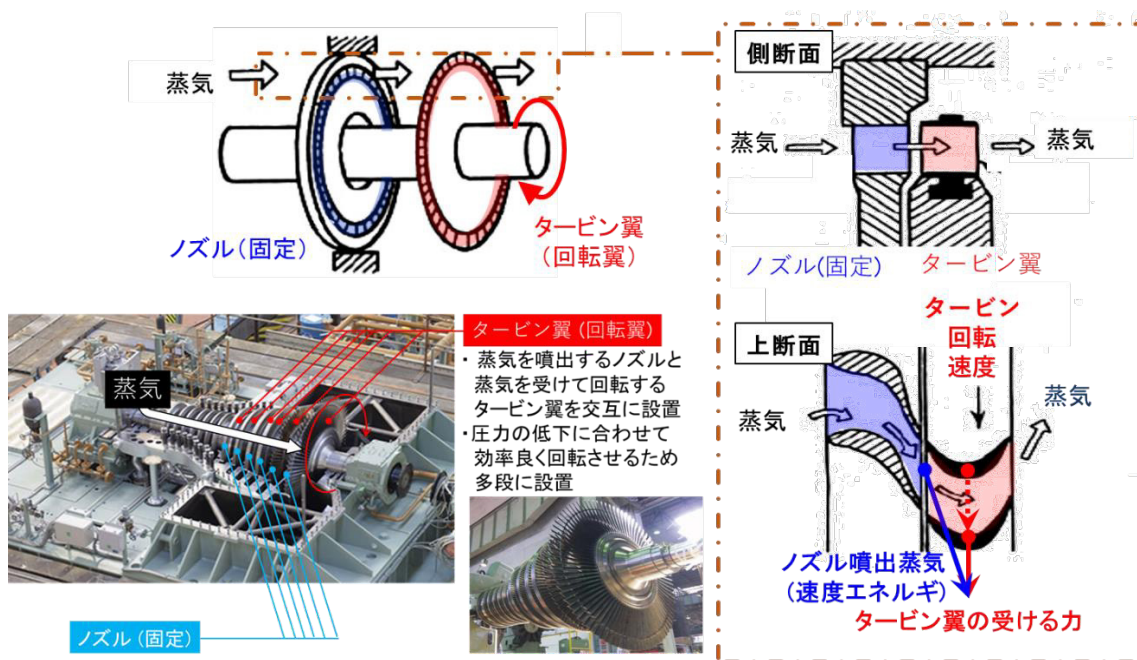 蒸気
ノズル(固定)
タービン翼
(回転翼)
蒸気
タービン翼 (回転翼)
・ 蒸気を噴出するノズルと
蒸気を受けて回転する
タービン翼を交互に設置
・圧力の低下に合わせて
効率良く回転させるため
多段に設置
ノズル (固定)
側断面
蒸気
蒸気
ノズル(固定)
タービン翼
上断面
タービン
回転
速度
蒸気
蒸気
ノズル噴出蒸気
(速度エネルギ)
タービン翼の受ける力